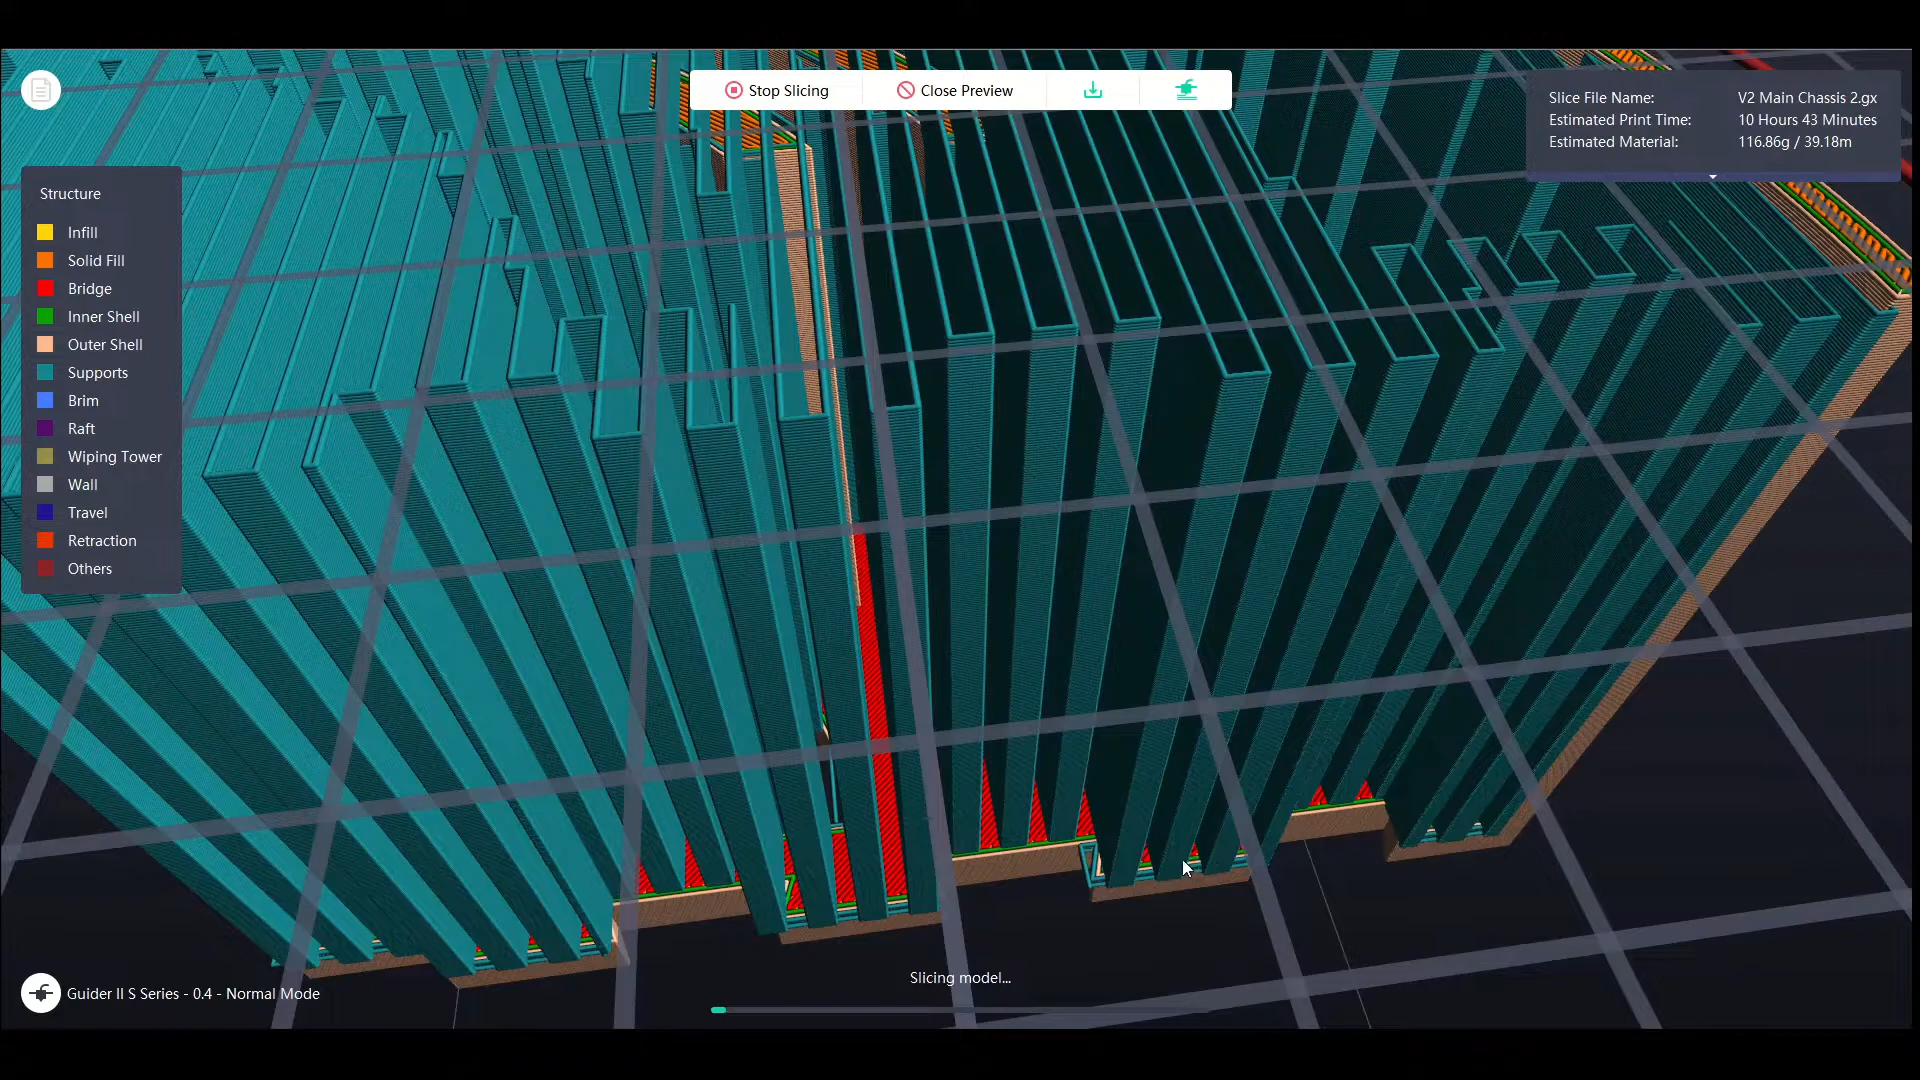 Stop Slicing
Close Preview
Slice File Name: V2 Main Chassis 2.gx
Estimated Print Time: 10 Hours 43 Minutes
Estimated Material: 116.86g / 39.18m
Structure
Infill
Solid Fill
Bridge
Inner Shell
Outer Shell
Supports
Brim
Raft
Wiping Tower
Wall
Travel
Retraction
Others
Slicing model...
Guider II S Series - 0.4 - Normal Mode